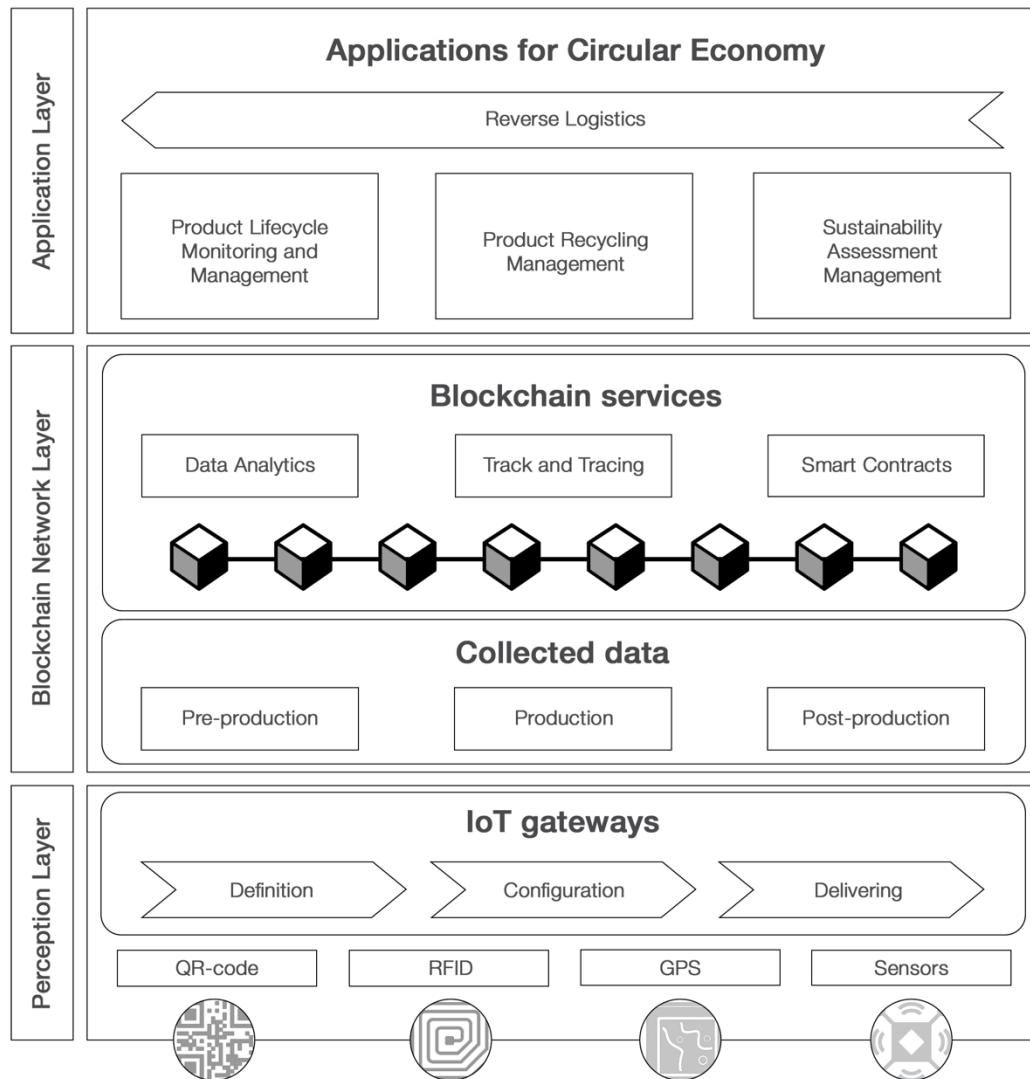 Application Layer
Applications for Circular Economy
Reverse Logistics
Product Lifecycle
Monitoring and
Management
Product Recycling
Management
Sustainability
Assessment
Management
Blockchain Network Layer
Blockchain services
Data Analytics
Track and Tracing
Smart Contracts
Collected data
Pre-production
Production
Post-production
Perception Layer
IoT gateways
Definition
Configuration
Delivering
QR-code
RFID
GPS
Sensors